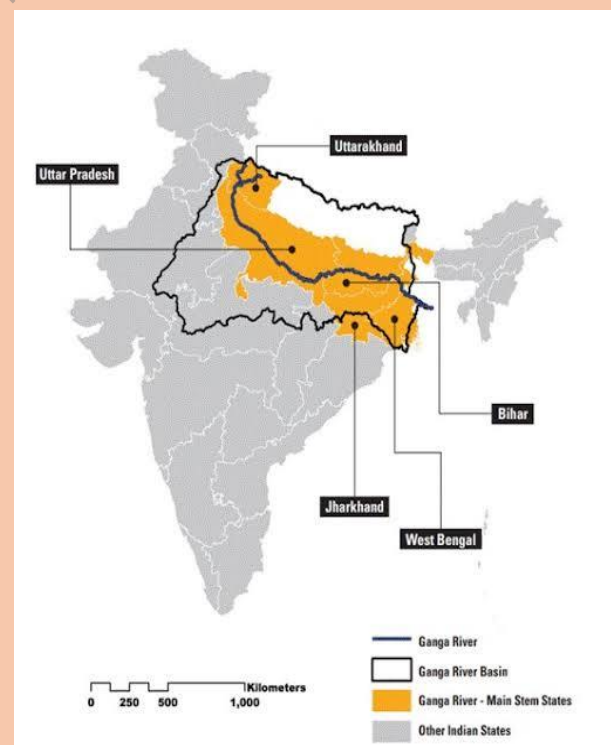 Uttarakhand
Uttar Pradesh
Bihar
Jharkhand
West Bengal
Ganga River
Ganga River Basin
Ganga River - Main Stem States
Other Indian States
Kilometers
0 250 500 1,000